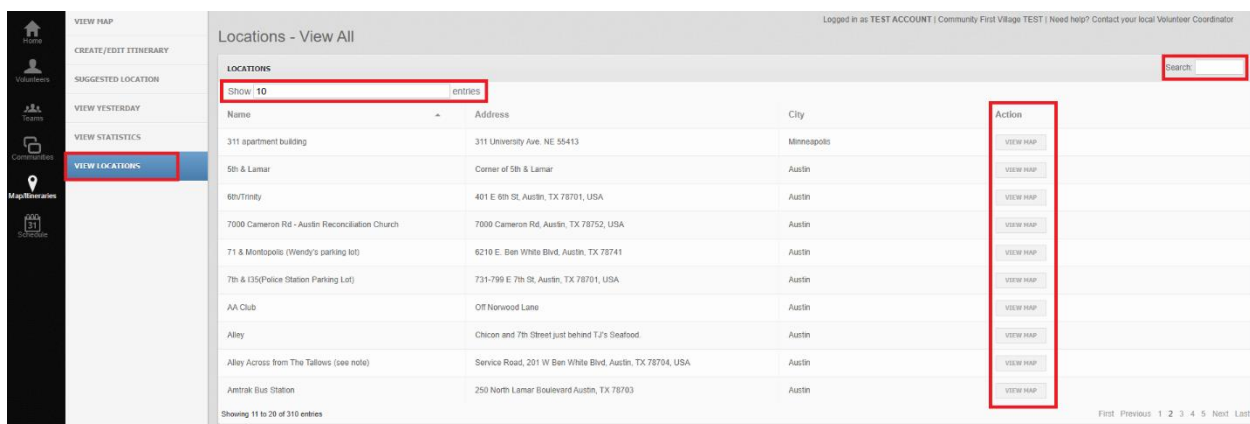 Home
Volunteers
Teams
Communities
Map/Itineraries
31
Schedule
VIEW MAP
CREATE/EDIT ITINERARY
SUGGESTED LOCATION
VIEW YESTERDAY
VIEW STATISTICS
VIEW LOCATIONS
Logged in as TEST ACCOUNT | Community First Village TEST | Need help? Contact your local Volunteer Coordinator
Locations - View All
LOCATIONS
Search:
Show 10 entries
Name Address City Action
311 apartment building 311 University Ave. NE 55413 Minneapolis VIEW MAP
5th & Lamar Corner of 5th & Lamar Austin VIEW MAP
6th/Trinity 401 E 6th St, Austin, TX 78701, USA Austin VIEW MAP
7000 Cameron Rd - Austin Reconciliation Church 7000 Cameron Rd, Austin, TX 78752, USA Austin VIEW MAP
71 & Montopolis (Wendy's parking lot) 6210 E. Ben White Blvd, Austin, TX 78741 Austin VIEW MAP
7th & I35(Police Station Parking Lot) 731-799 E 7th St, Austin, TX 78701, USA Austin VIEW MAP
AA Club Off Norwood Lane Austin VIEW MAP
Alley Chicon and 7th Street just behind TJ's Seafood. Austin VIEW MAP
Alley Across from The Tallows (see note) Service Road, 201 W Ben White Blvd, Austin, TX 78704, USA Austin VIEW MAP
Amtrak Bus Station 250 North Lamar Boulevard Austin, TX 78703 Austin VIEW MAP
Showing 11 to 20 of 310 entries
First Previous 1 2 3 4 5 Next Last